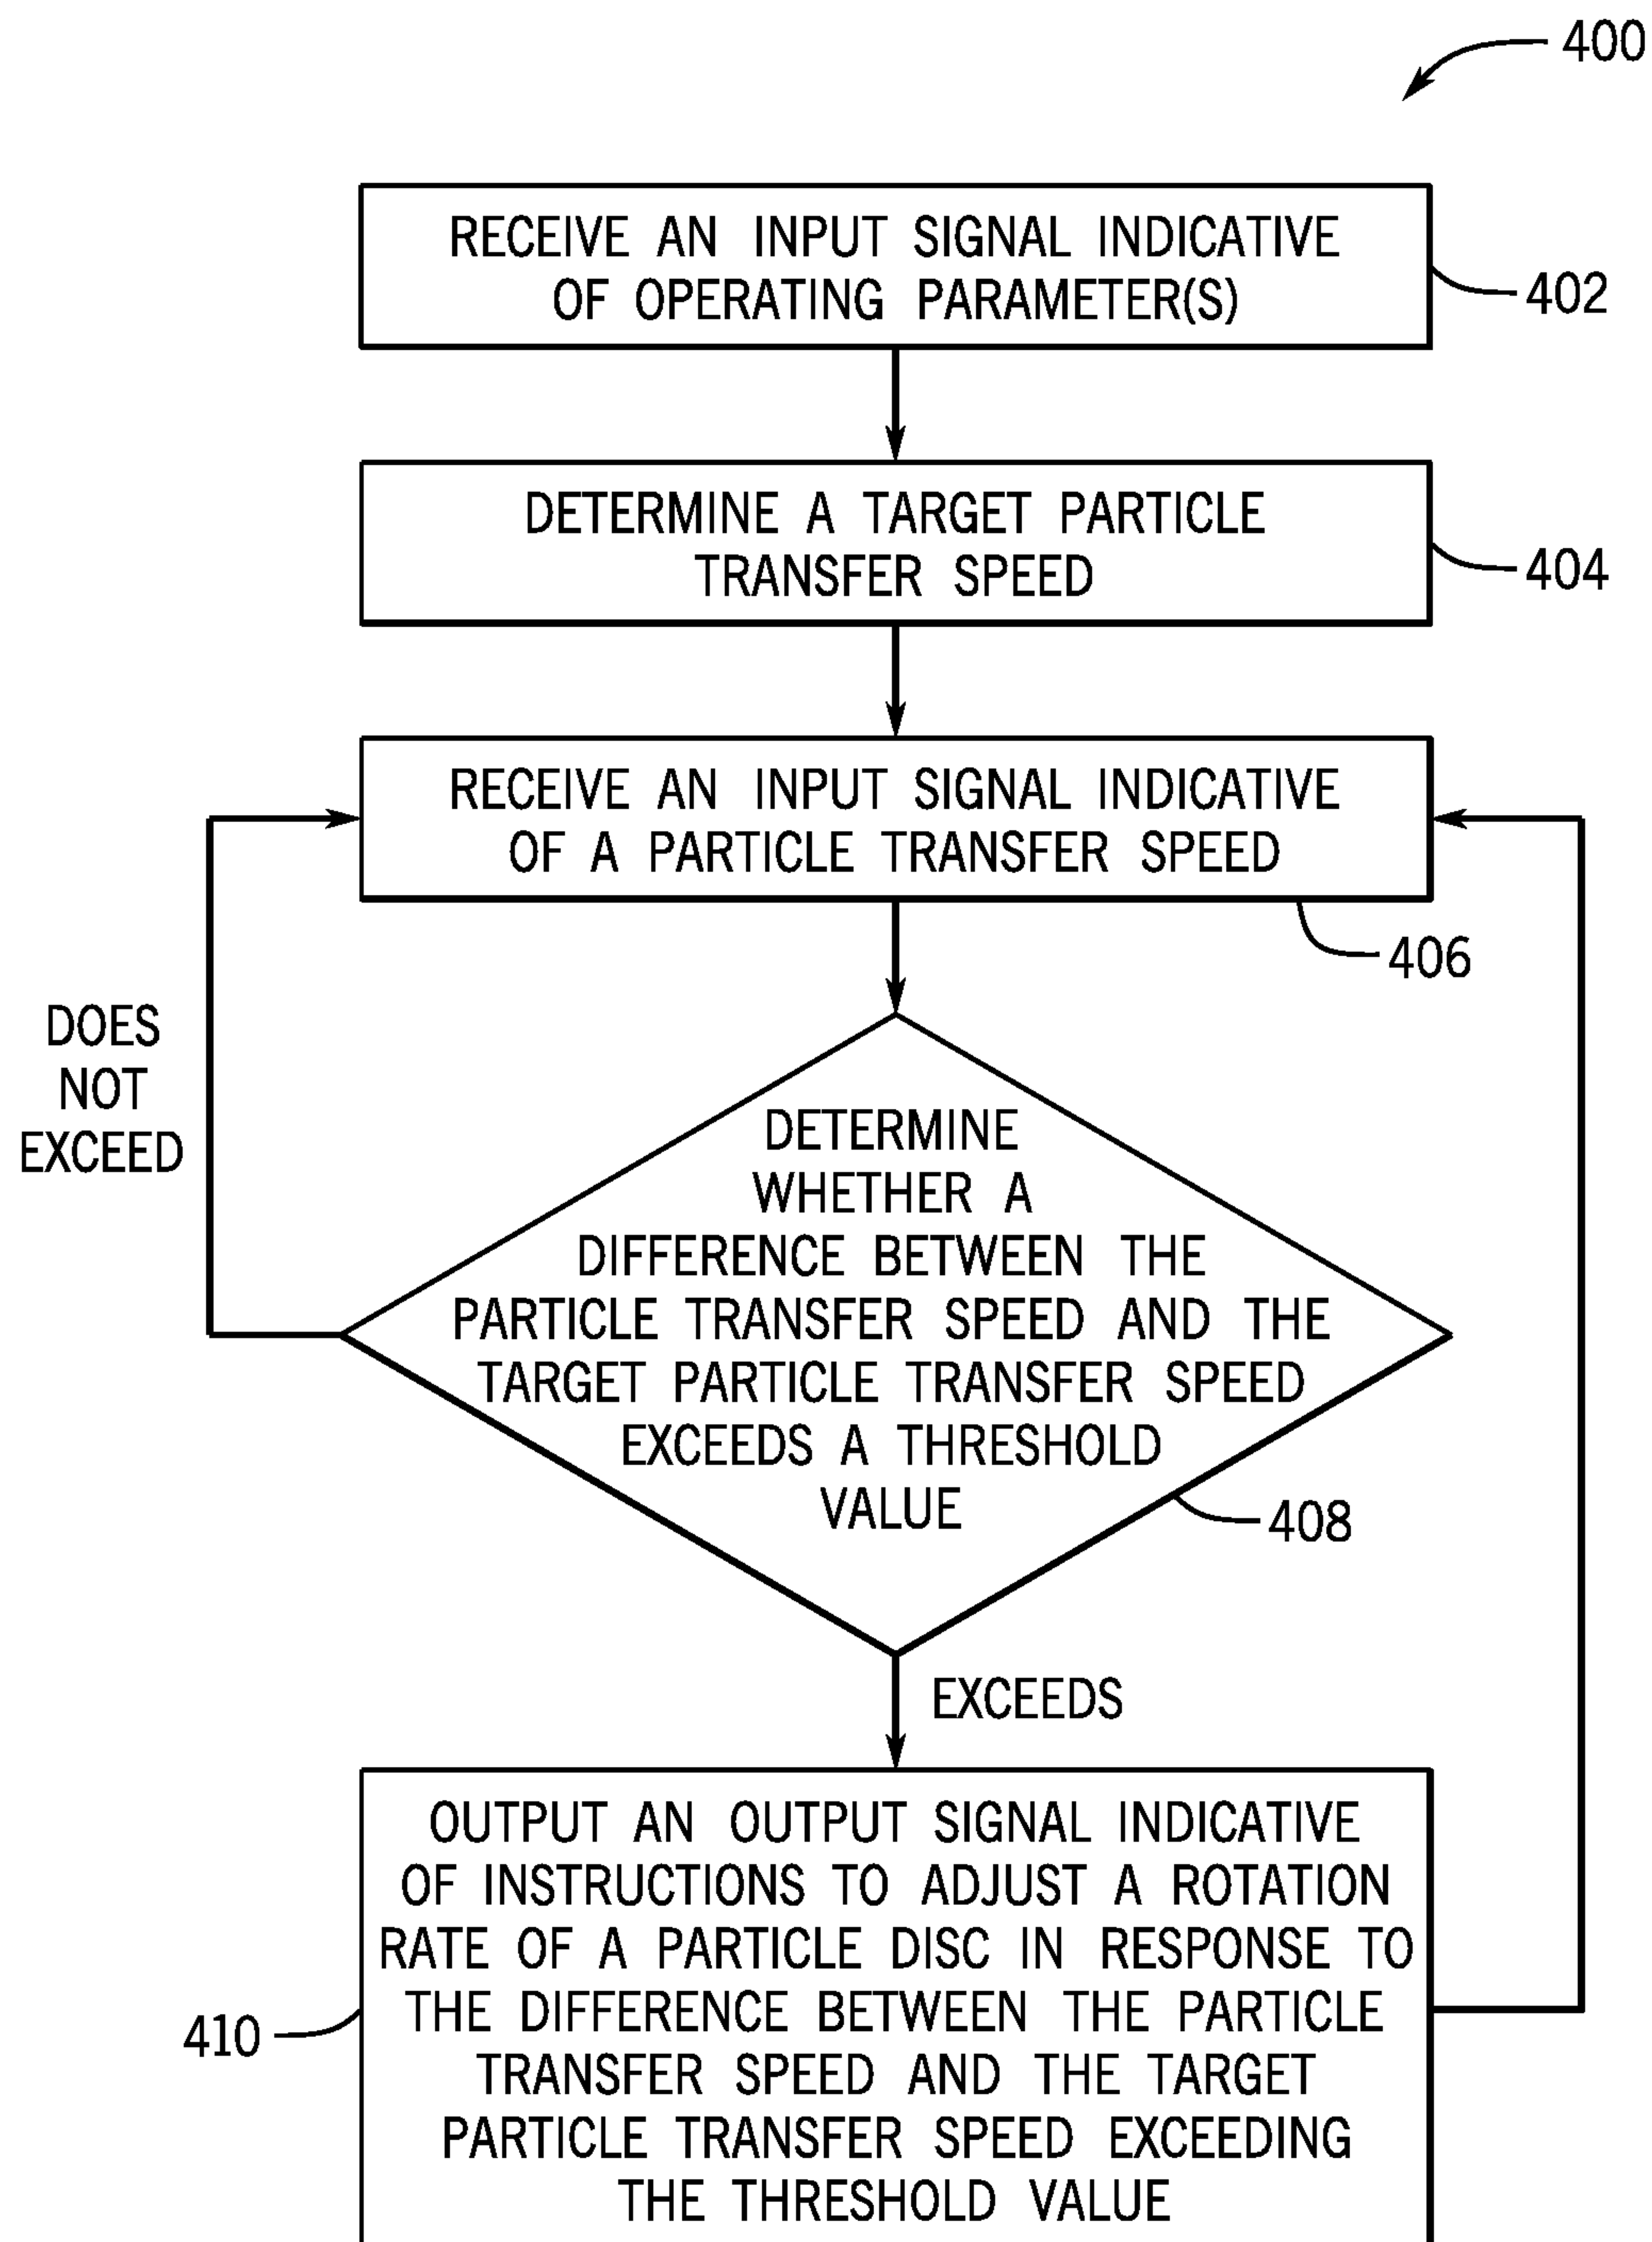 400
RECEIVE AN INPUT SIGNAL INDICATIVE
OF OPERATING PARAMETER(S)
402
DETERMINE A TARGET PARTICLE
TRANSFER SPEED
404
RECEIVE AN INPUT SIGNAL INDICATIVE
OF A PARTICLE TRANSFER SPEED
406
DOES
NOT
EXCEED
DETERMINE
WHETHER A
DIFFERENCE BETWEEN THE
PARTICLE TRANSFER SPEED AND THE
TARGET PARTICLE TRANSFER SPEED
EXCEEDS A THRESHOLD
VALUE
408
EXCEEDS
OUTPUT AN OUTPUT SIGNAL INDICATIVE
OF INSTRUCTIONS TO ADJUST A ROTATION
RATE OF A PARTICLE DISC IN RESPONSE TO
THE DIFFERENCE BETWEEN THE PARTICLE
TRANSFER SPEED AND THE TARGET
PARTICLE TRANSFER SPEED EXCEEDING
THE THRESHOLD VALUE
410